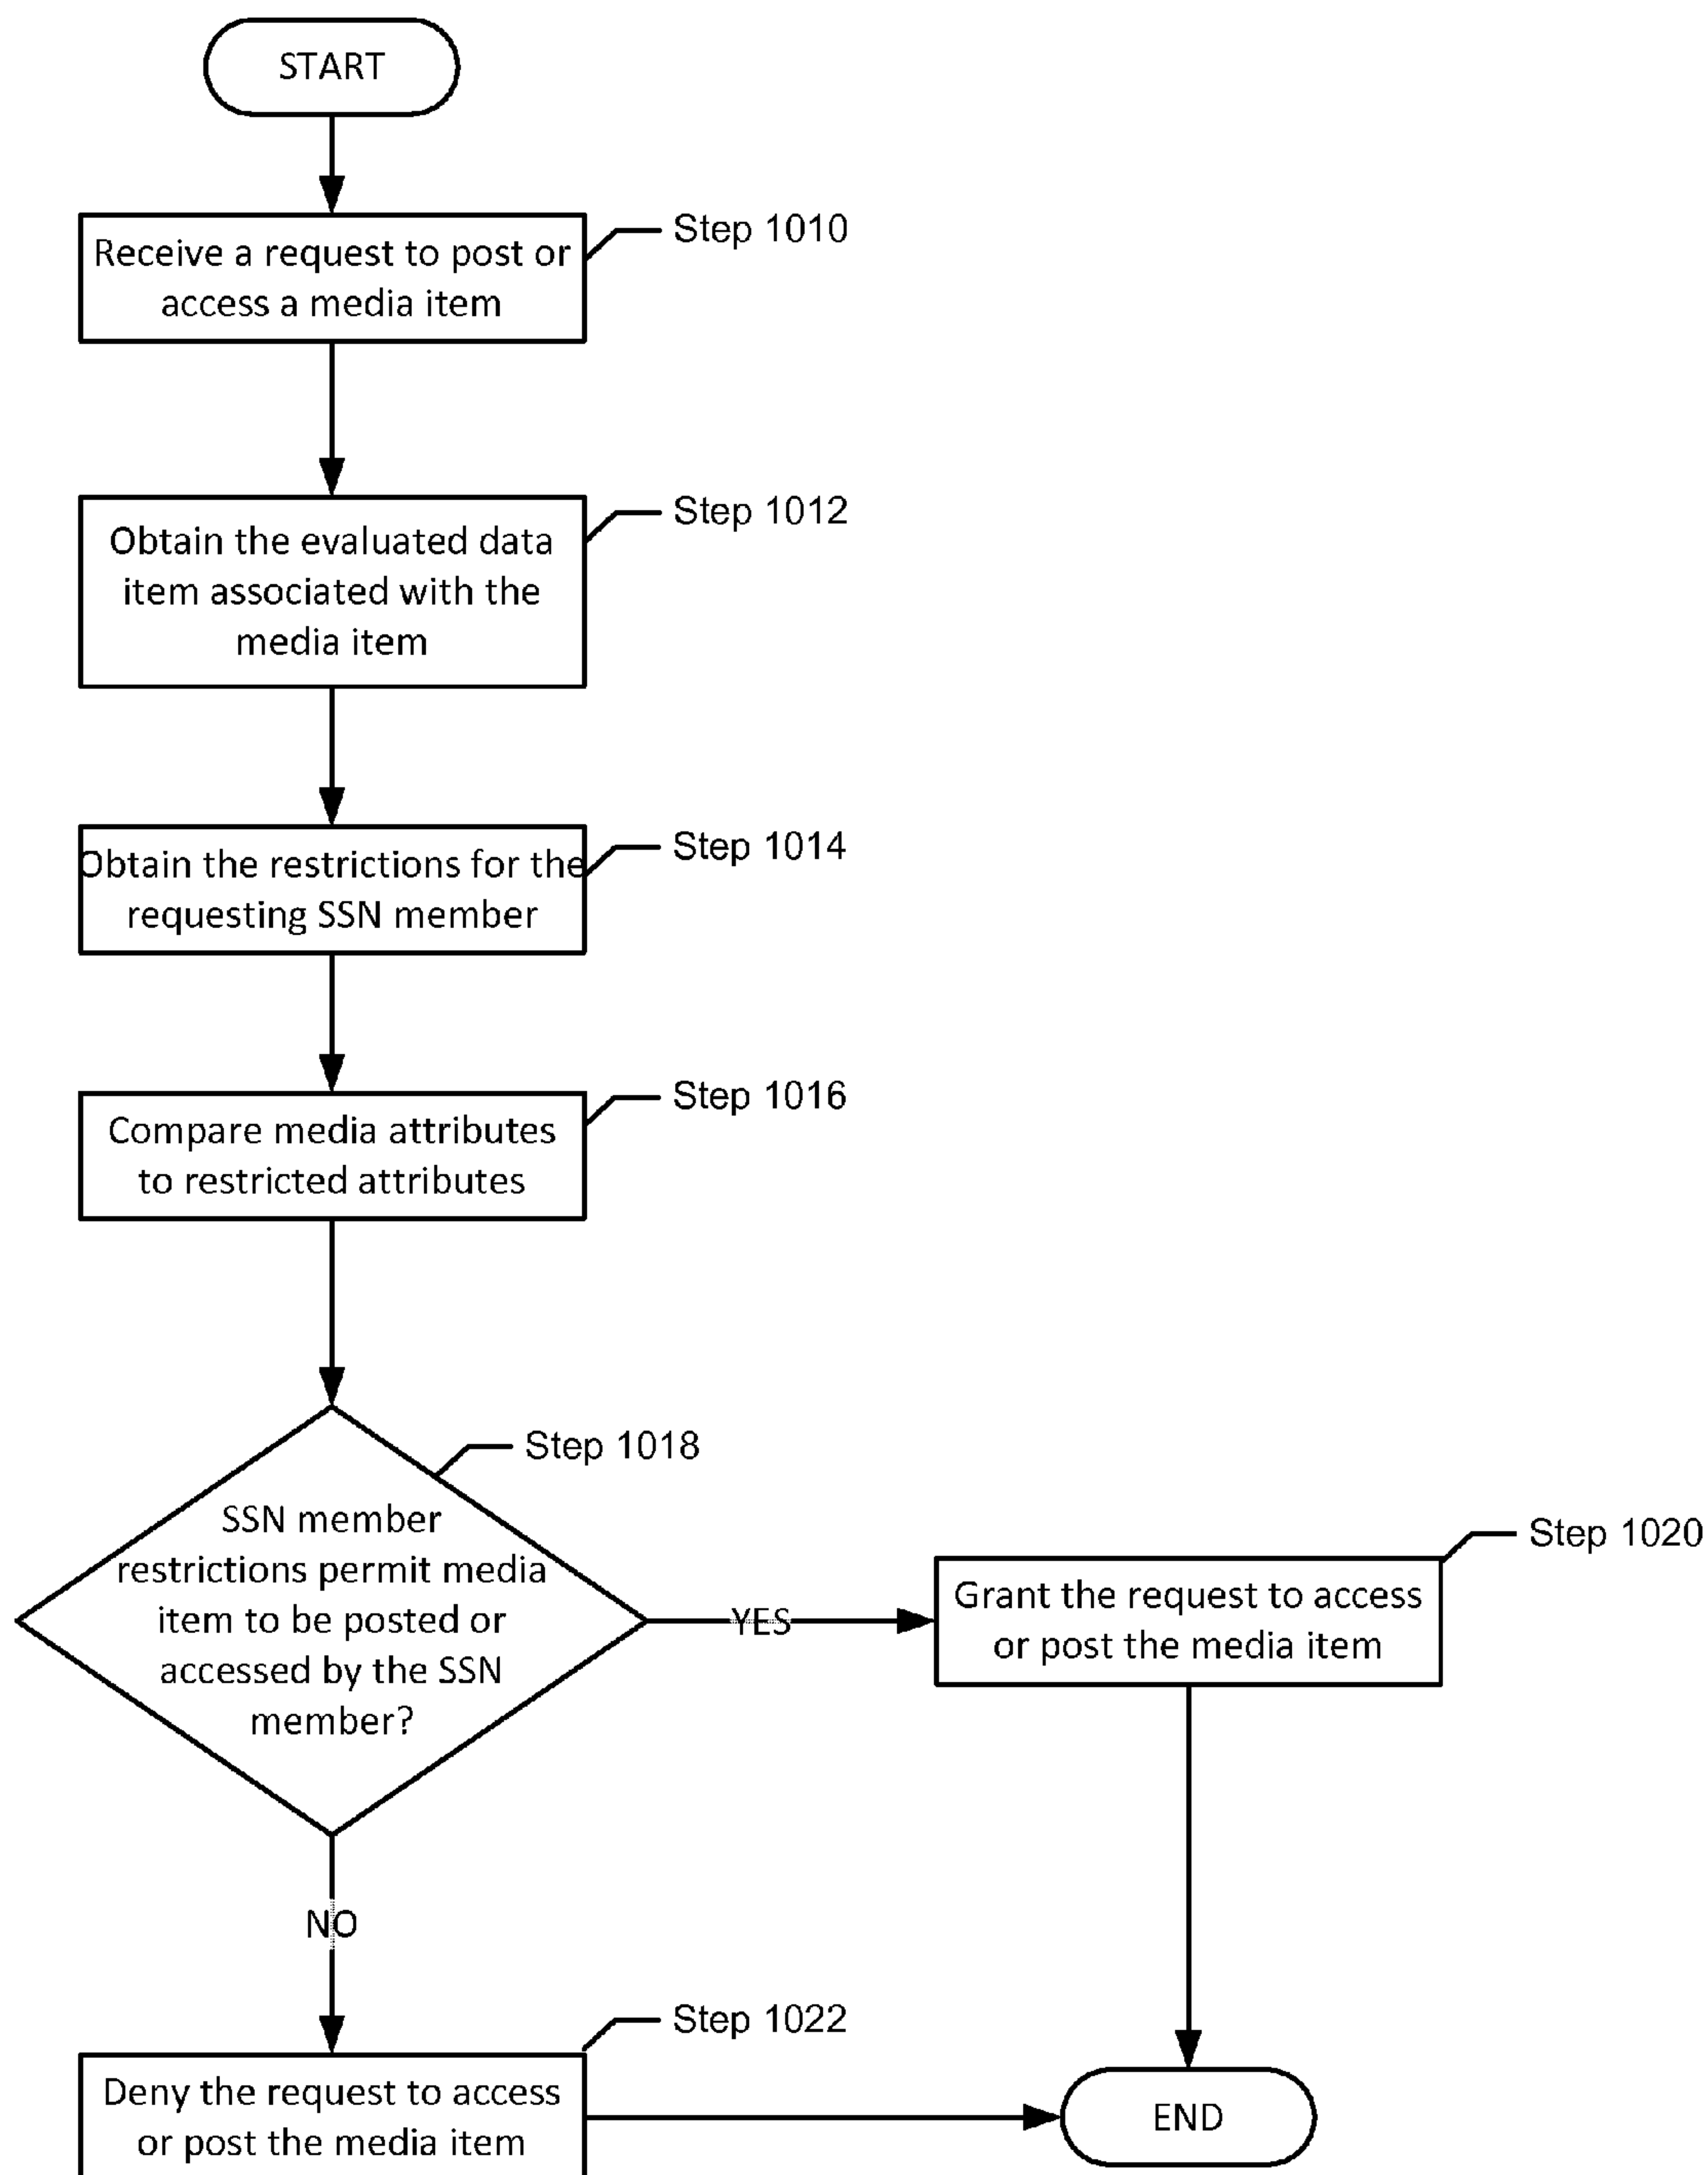 START
Step 1010
Receive a request to post or
access a media item
Step 1012
Obtain the evaluated data
item associated with the
media item
Step 1014
Obtain the restrictions for the
requesting SSN member
Step 1016
Compare media attributes
to restricted attributes
Step 1018
SSN member
restrictions permit media
item to be posted or
accessed by the SSN
member?
YES
Step 1020
Grant the request to access
or post the media item
NO
Step 1022
Deny the request to access
or post the media item
END